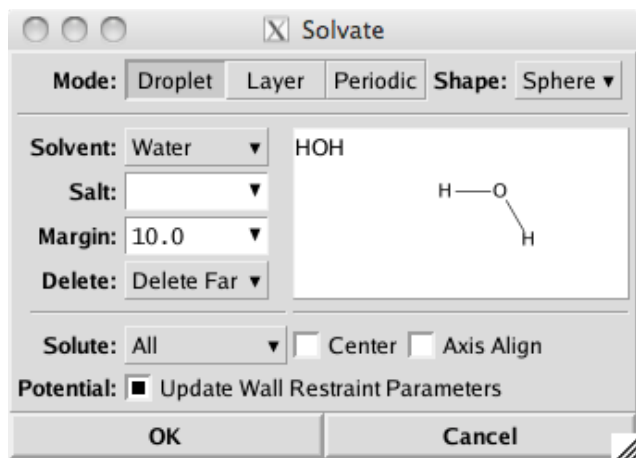 X Solvate
Mode: Droplet Layer Periodic Shape: Sphere
Solvent: Water
HOH
H O
H
Salt:
Margin: 10.0
Delete: Delete Far
Solute: All Center Axis Align
Potential: Update Wall Restraint Parameters
OK Cancel